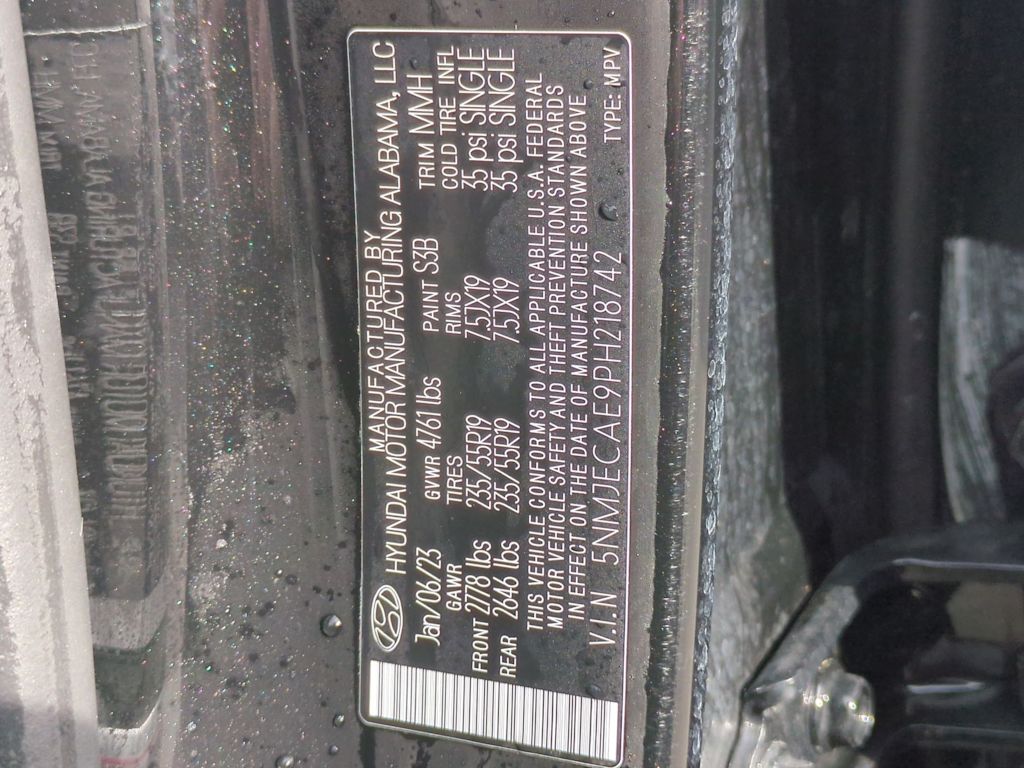 MANUFACTURED BY
HYUNDAI MOTOR MANUFACTURING ALABAMA, LLC
Jan/06/23 GVWR 4761 lbs PAINT S3B TRIM MMH
GAWR TIRES RIMS COLD TIRE INFL
FRONT 2778 lbs 235/55R19 7.5JX19 35 psi SINGLE
REAR 2646 lbs 235/55R19 7.5JX19 35 psi SINGLE
THIS VEHICLE CONFORMS TO ALL APPLICABLE U.S.A. FEDERAL
MOTOR VEHICLE SAFETY AND THEFT PREVENTION STANDARDS
IN EFFECT ON THE DATE OF MANUFACTURE SHOWN ABOVE
V.I.N 5NMJECAE9PH218742 TYPE: MPV